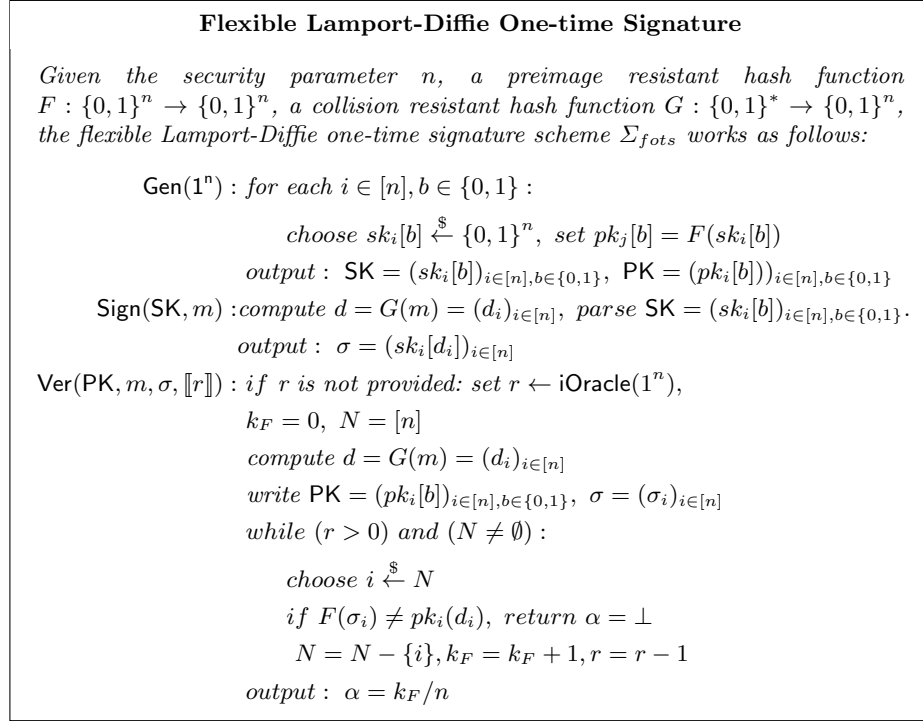 Flexible Lamport-Diffie One-time Signature
Given the security parameter n, a preimage resistant hash function
F : {0, 1}ⁿ → {0, 1}ⁿ, a collision resistant hash function G : {0, 1}* → {0, 1}ⁿ,
the flexible Lamport-Diffie one-time signature scheme Σ_{fots} works as follows:
Gen(1ⁿ) : for each i ∈ [n], b ∈ {0, 1} :
choose sk_i[b] ←$ {0, 1}ⁿ, set pk_j[b] = F(sk_i[b])
output : SK = (sk_i[b])_{i∈[n],b∈{0,1}}, PK = (pk_i[b]))_{i∈[n],b∈{0,1}}
Sign(SK, m) : compute d = G(m) = (d_i)_{i∈[n]}, parse SK = (sk_i[b])_{i∈[n],b∈{0,1}}.
output : σ = (sk_i[d_i])_{i∈[n]}
Ver(PK, m, σ, ⟦r⟧) : if r is not provided: set r ← iOracle(1ⁿ),
k_F = 0, N = [n]
compute d = G(m) = (d_i)_{i∈[n]}
write PK = (pk_i[b])_{i∈[n],b∈{0,1}}, σ = (σ_i)_{i∈[n]}
while (r > 0) and (N ≠ ∅) :
choose i ←$ N
if F(σ_i) ≠ pk_i(d_i), return α = ⊥
N = N − {i}, k_F = k_F + 1, r = r − 1
output : α = k_F/n